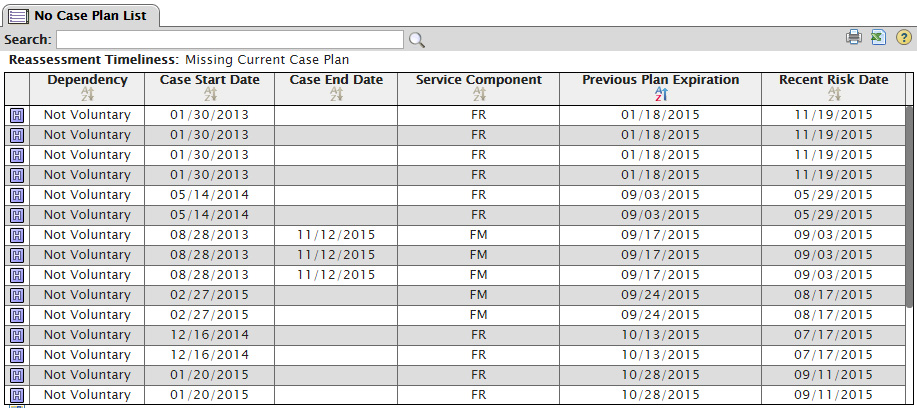 No Case Plan List
Search:
Reassessment Timeliness: Missing Current Case Plan
Dependency Case Start Date Case End Date Service Component Previous Plan Expiration Recent Risk Date
H Not Voluntary 01/30/2013 FR 01/18/2015 11/19/2015
H Not Voluntary 01/30/2013 FR 01/18/2015 11/19/2015
H Not Voluntary 01/30/2013 FR 01/18/2015 11/19/2015
H Not Voluntary 01/30/2013 FR 01/18/2015 11/19/2015
H Not Voluntary 05/14/2014 FR 09/03/2015 05/29/2015
H Not Voluntary 05/14/2014 FR 09/03/2015 05/29/2015
H Not Voluntary 08/28/2013 11/12/2015 FM 09/17/2015 09/03/2015
H Not Voluntary 08/28/2013 11/12/2015 FM 09/17/2015 09/03/2015
H Not Voluntary 08/28/2013 11/12/2015 FM 09/17/2015 09/03/2015
H Not Voluntary 02/27/2015 FM 09/24/2015 08/17/2015
H Not Voluntary 02/27/2015 FM 09/24/2015 08/17/2015
H Not Voluntary 12/16/2014 FR 10/13/2015 07/17/2015
H Not Voluntary 12/16/2014 FR 10/13/2015 07/17/2015
H Not Voluntary 01/20/2015 FR 10/28/2015 09/11/2015
H Not Voluntary 01/20/2015 FR 10/28/2015 09/11/2015